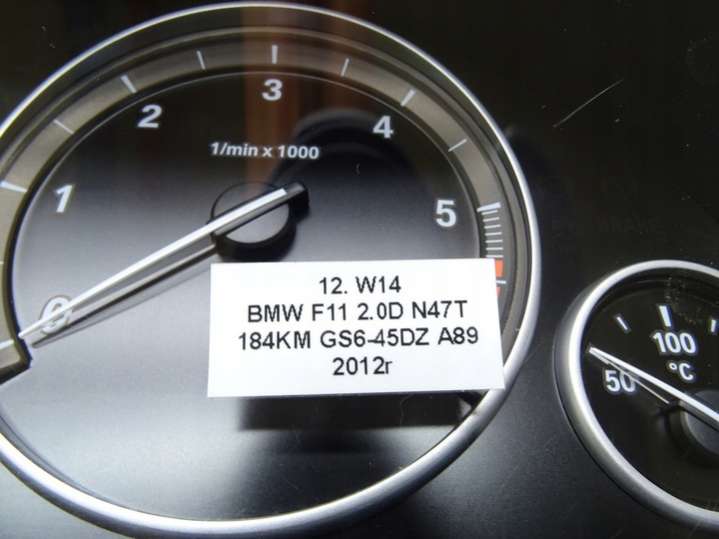 3
2
4
1/min x 1000
1
5
0
12. W14
BMW F11 2.0D N47T
184KM GS6-45DZ A89
2012r
100
°C
50